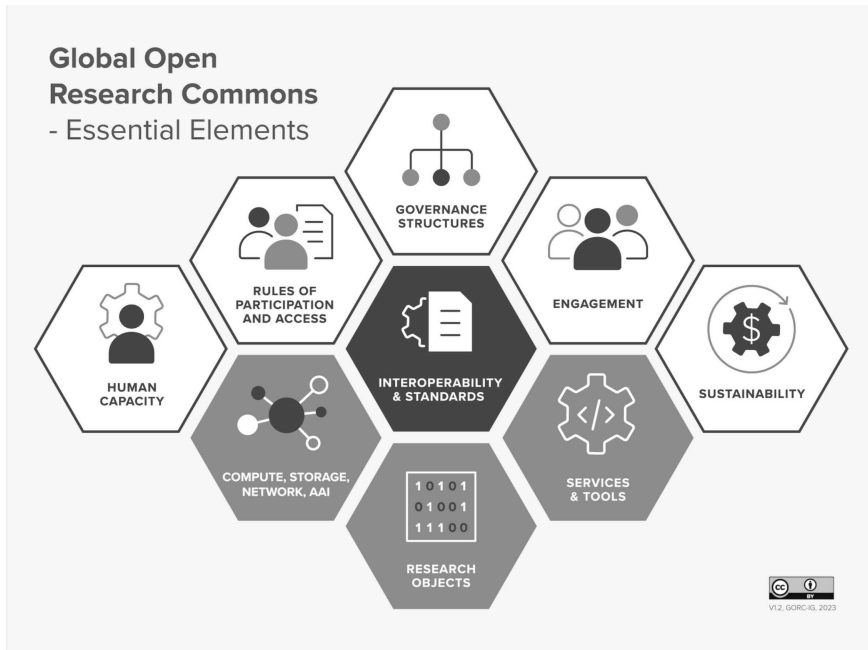 Global Open
Research Commons
- Essential Elements
GOVERNANCE
STRUCTURES
RULES OF
PARTICIPATION
AND ACCESS
ENGAGEMENT
HUMAN
CAPACITY
INTEROPERABILITY
& STANDARDS
$
SUSTAINABILITY
COMPUTE, STORAGE,
NETWORK, AAI
</>
SERVICES
& TOOLS
10101
01001
11100
RESEARCH
OBJECTS
cc
BY
V1.2, GORC-IG, 2023